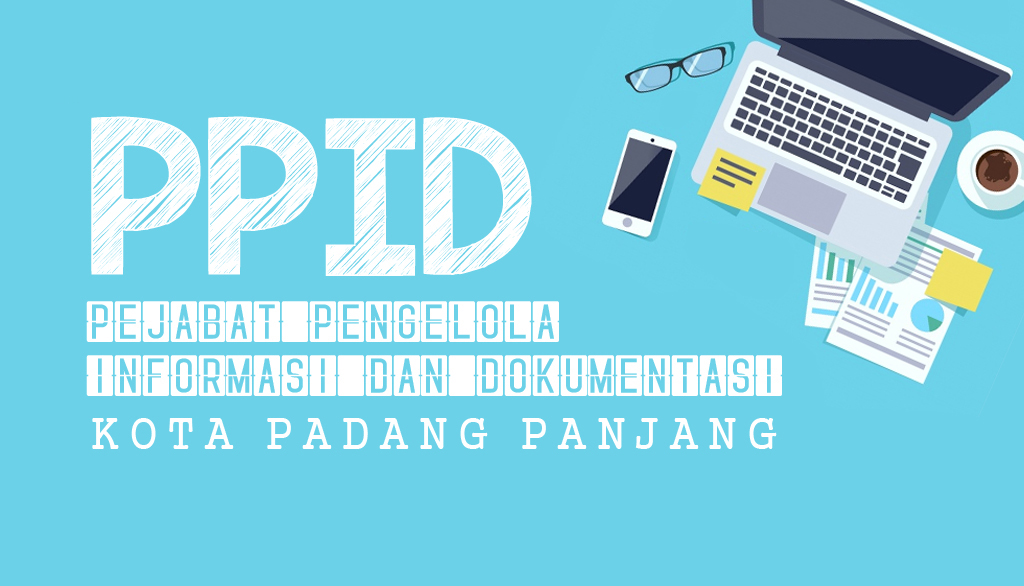 PPID
PEJABAT PENGELOLA
INFORMASI DAN DOKUMENTASI
KOTA PADANG PANJANG